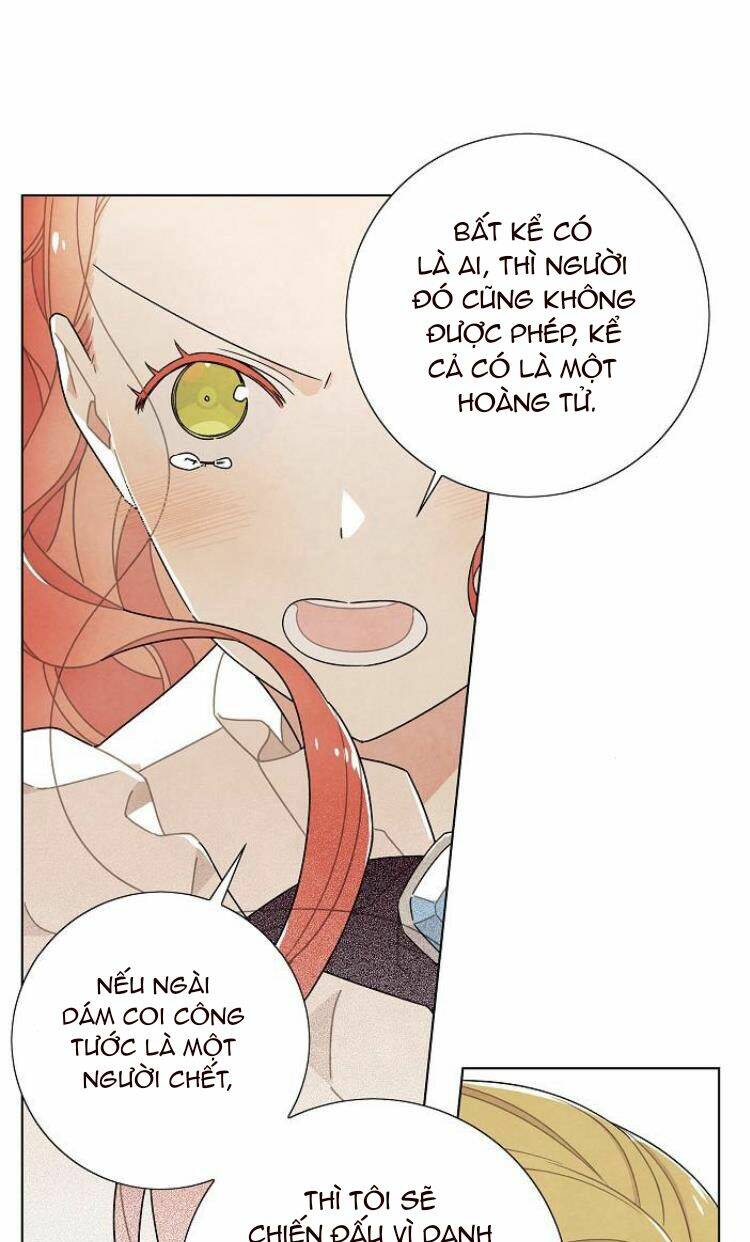 BẤT KỂ CÓ
LÀ AI, THÌ NGƯỜI
ĐÓ CŨNG KHÔNG
ĐƯỢC PHÉP, KỂ
CẢ CÓ LÀ MỘT
HOÀNG TỬ.
NẾU NGÀI
DÁM COI CÔNG
TƯỚC LÀ MỘT
NGƯỜI CHẾT,
THÌ TÔI SẼ
CHIẾN ĐẤU VÌ DANH